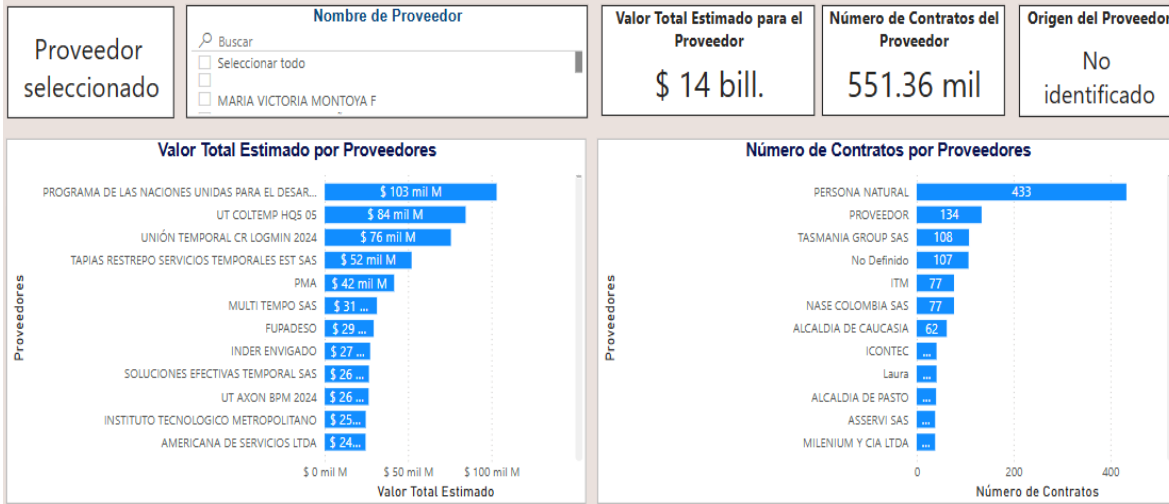 Proveedor
seleccionado
Nombre de Proveedor
Buscar
Seleccionar todo
MARIA VICTORIA MONTOYA F
Valor Total Estimado para el
Proveedor
$ 14 bill.
Número de Contratos del
Proveedor
551.36 mil
Origen del Proveedor
No
identificado
Valor Total Estimado por Proveedores
Proveedores
PROGRAMA DE LAS NACIONES UNIDAS PARA EL DESAR... $ 103 mil M
UT COLTEMP HQ5 05 $ 84 mil M
UNIÓN TEMPORAL CR LOGMIN 2024 $ 76 mil M
TAPIAS RESTREPO SERVICIOS TEMPORALES EST SAS $ 52 mil M
PMA $ 42 mil M
MULTI TEMPO SAS $ 31 ...
FUPADESO $ 29 ...
INDER ENVIGADO $ 27 ...
SOLUCIONES EFECTIVAS TEMPORAL SAS $ 26 ...
UT AXON BPM 2024 $ 26 ...
INSTITUTO TECNOLOGICO METROPOLITANO $ 25...
AMERICANA DE SERVICIOS LTDA $ 24...
$ 0 mil M $ 50 mil M $ 100 mil M
Valor Total Estimado
Número de Contratos por Proveedores
Proveedores
PERSONA NATURAL 433
PROVEEDOR 134
TASMANIA GROUP SAS 108
No Definido 107
ITM 77
NASE COLOMBIA SAS 77
ALCALDIA DE CAUCASIA 62
ICONTEC ...
Laura ...
ALCALDIA DE PASTO ...
ASSERVI SAS ...
MILENIUM Y CIA LTDA ...
0 200 400
Número de Contratos